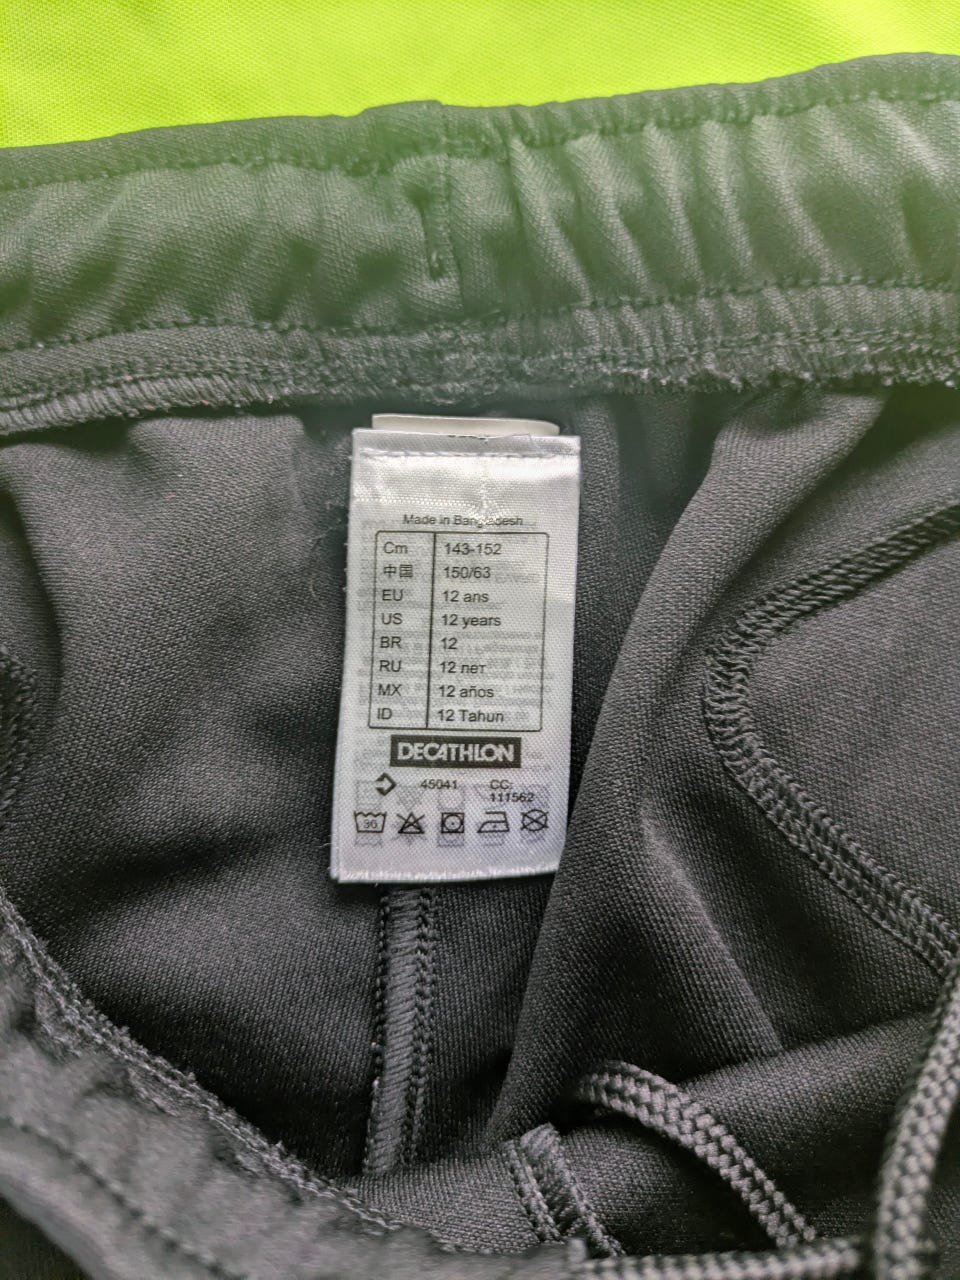 Made in Bangladesh
Cm 143-152
中国 150/63
EU 12 ans
US 12 years
BR 12
RU 12 лет
MX 12 años
ID 12 Tahun
DECATHLON
45041 CC:
111562
30